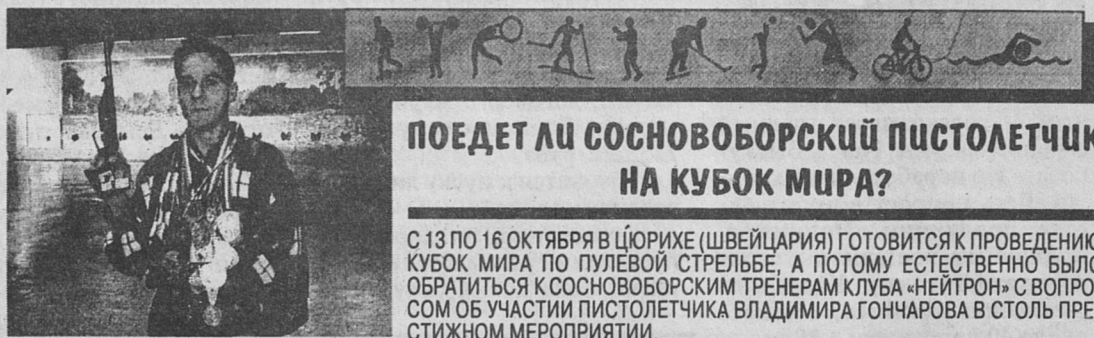 ПОЕДЕТ ЛИ СОСНОВОБОРСКИЙ ПИСТОЛЕТЧИК
НА КУБОК МИРА?
С 13 ПО 16 ОКТЯБРЯ В ЦЮРИХЕ (ШВЕЙЦАРИЯ) ГОТОВИТСЯ К ПРОВЕДЕНИЮ
КУБОК МИРА ПО ПУЛЕВОЙ СТРЕЛЬБЕ, А ПОТОМУ ЕСТЕСТВЕННО БЫЛО
ОБРАТИТЬСЯ К СОСНОВОБОРСКИМ ТРЕНЕРАМ КЛУБА «НЕЙТРОН» С ВОПРО-
СОМ ОБ УЧАСТИИ ПИСТОЛЕТЧИКА ВЛАДИМИРА ГОНЧАРОВА В СТОЛЬ ПРЕ-
СТИЖНОМ МЕРОПРИЯТИИ